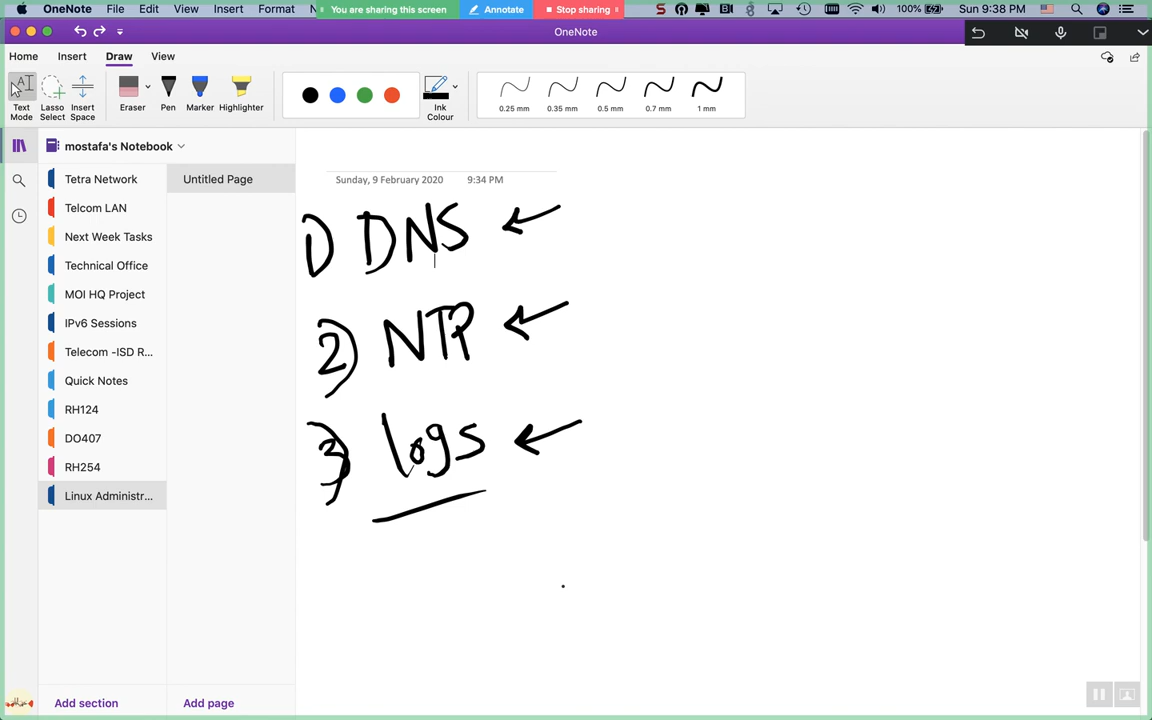 OneNote File Edit View Insert Format You are sharing this screen Annotate Stop sharing 100% Sun 9:38 PM
OneNote
Home Insert Draw View
Text Mode Lasso Select Insert Space Eraser Pen Marker Highlighter Ink Colour 0.25 mm 0.35 mm 0.5 mm 0.7 mm 1 mm
mostafa's Notebook
Tetra Network
Untitled Page
Telcom LAN
Next Week Tasks
Technical Office
MOI HQ Project
IPv6 Sessions
Telecom -ISD R...
Quick Notes
RH124
DO407
RH254
Linux Administr...
Add section
Add page
Sunday, 9 February 2020 9:34 PM
1) DNS
2) NTP
3) logs